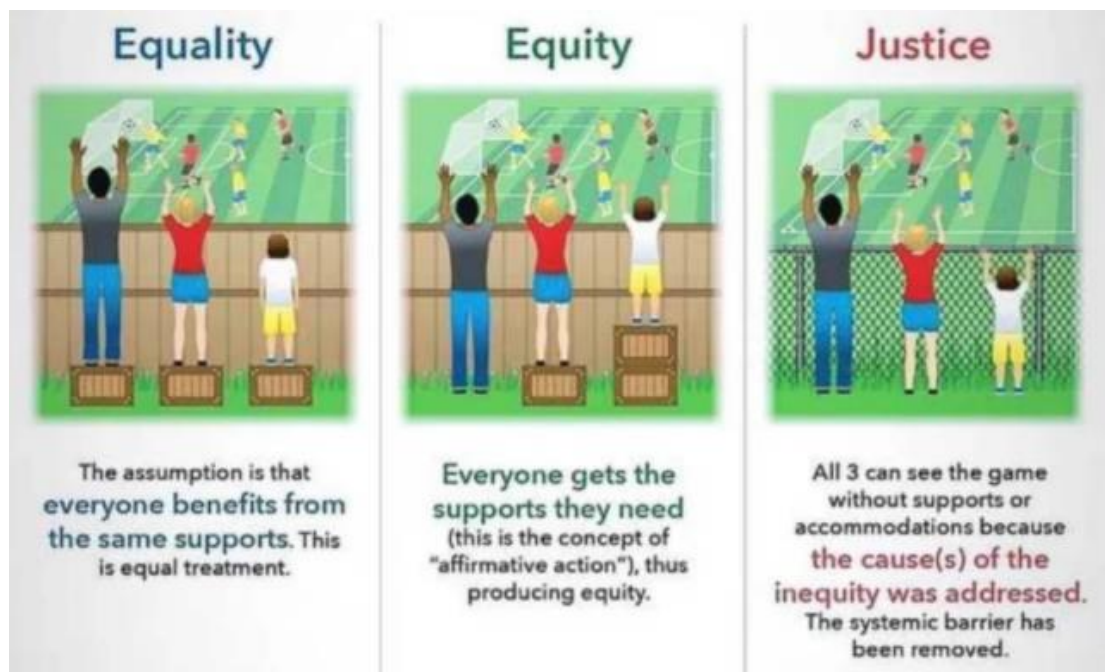 Equality
The assumption is that
everyone benefits from
the same supports. This
is equal treatment.
Equity
Everyone gets the
supports they need
(this is the concept of
"affirmative action"), thus
producing equity.
Justice
All 3 can see the game
without supports or
accommodations because
the cause(s) of the
inequity was addressed.
The systemic barrier has
been removed.